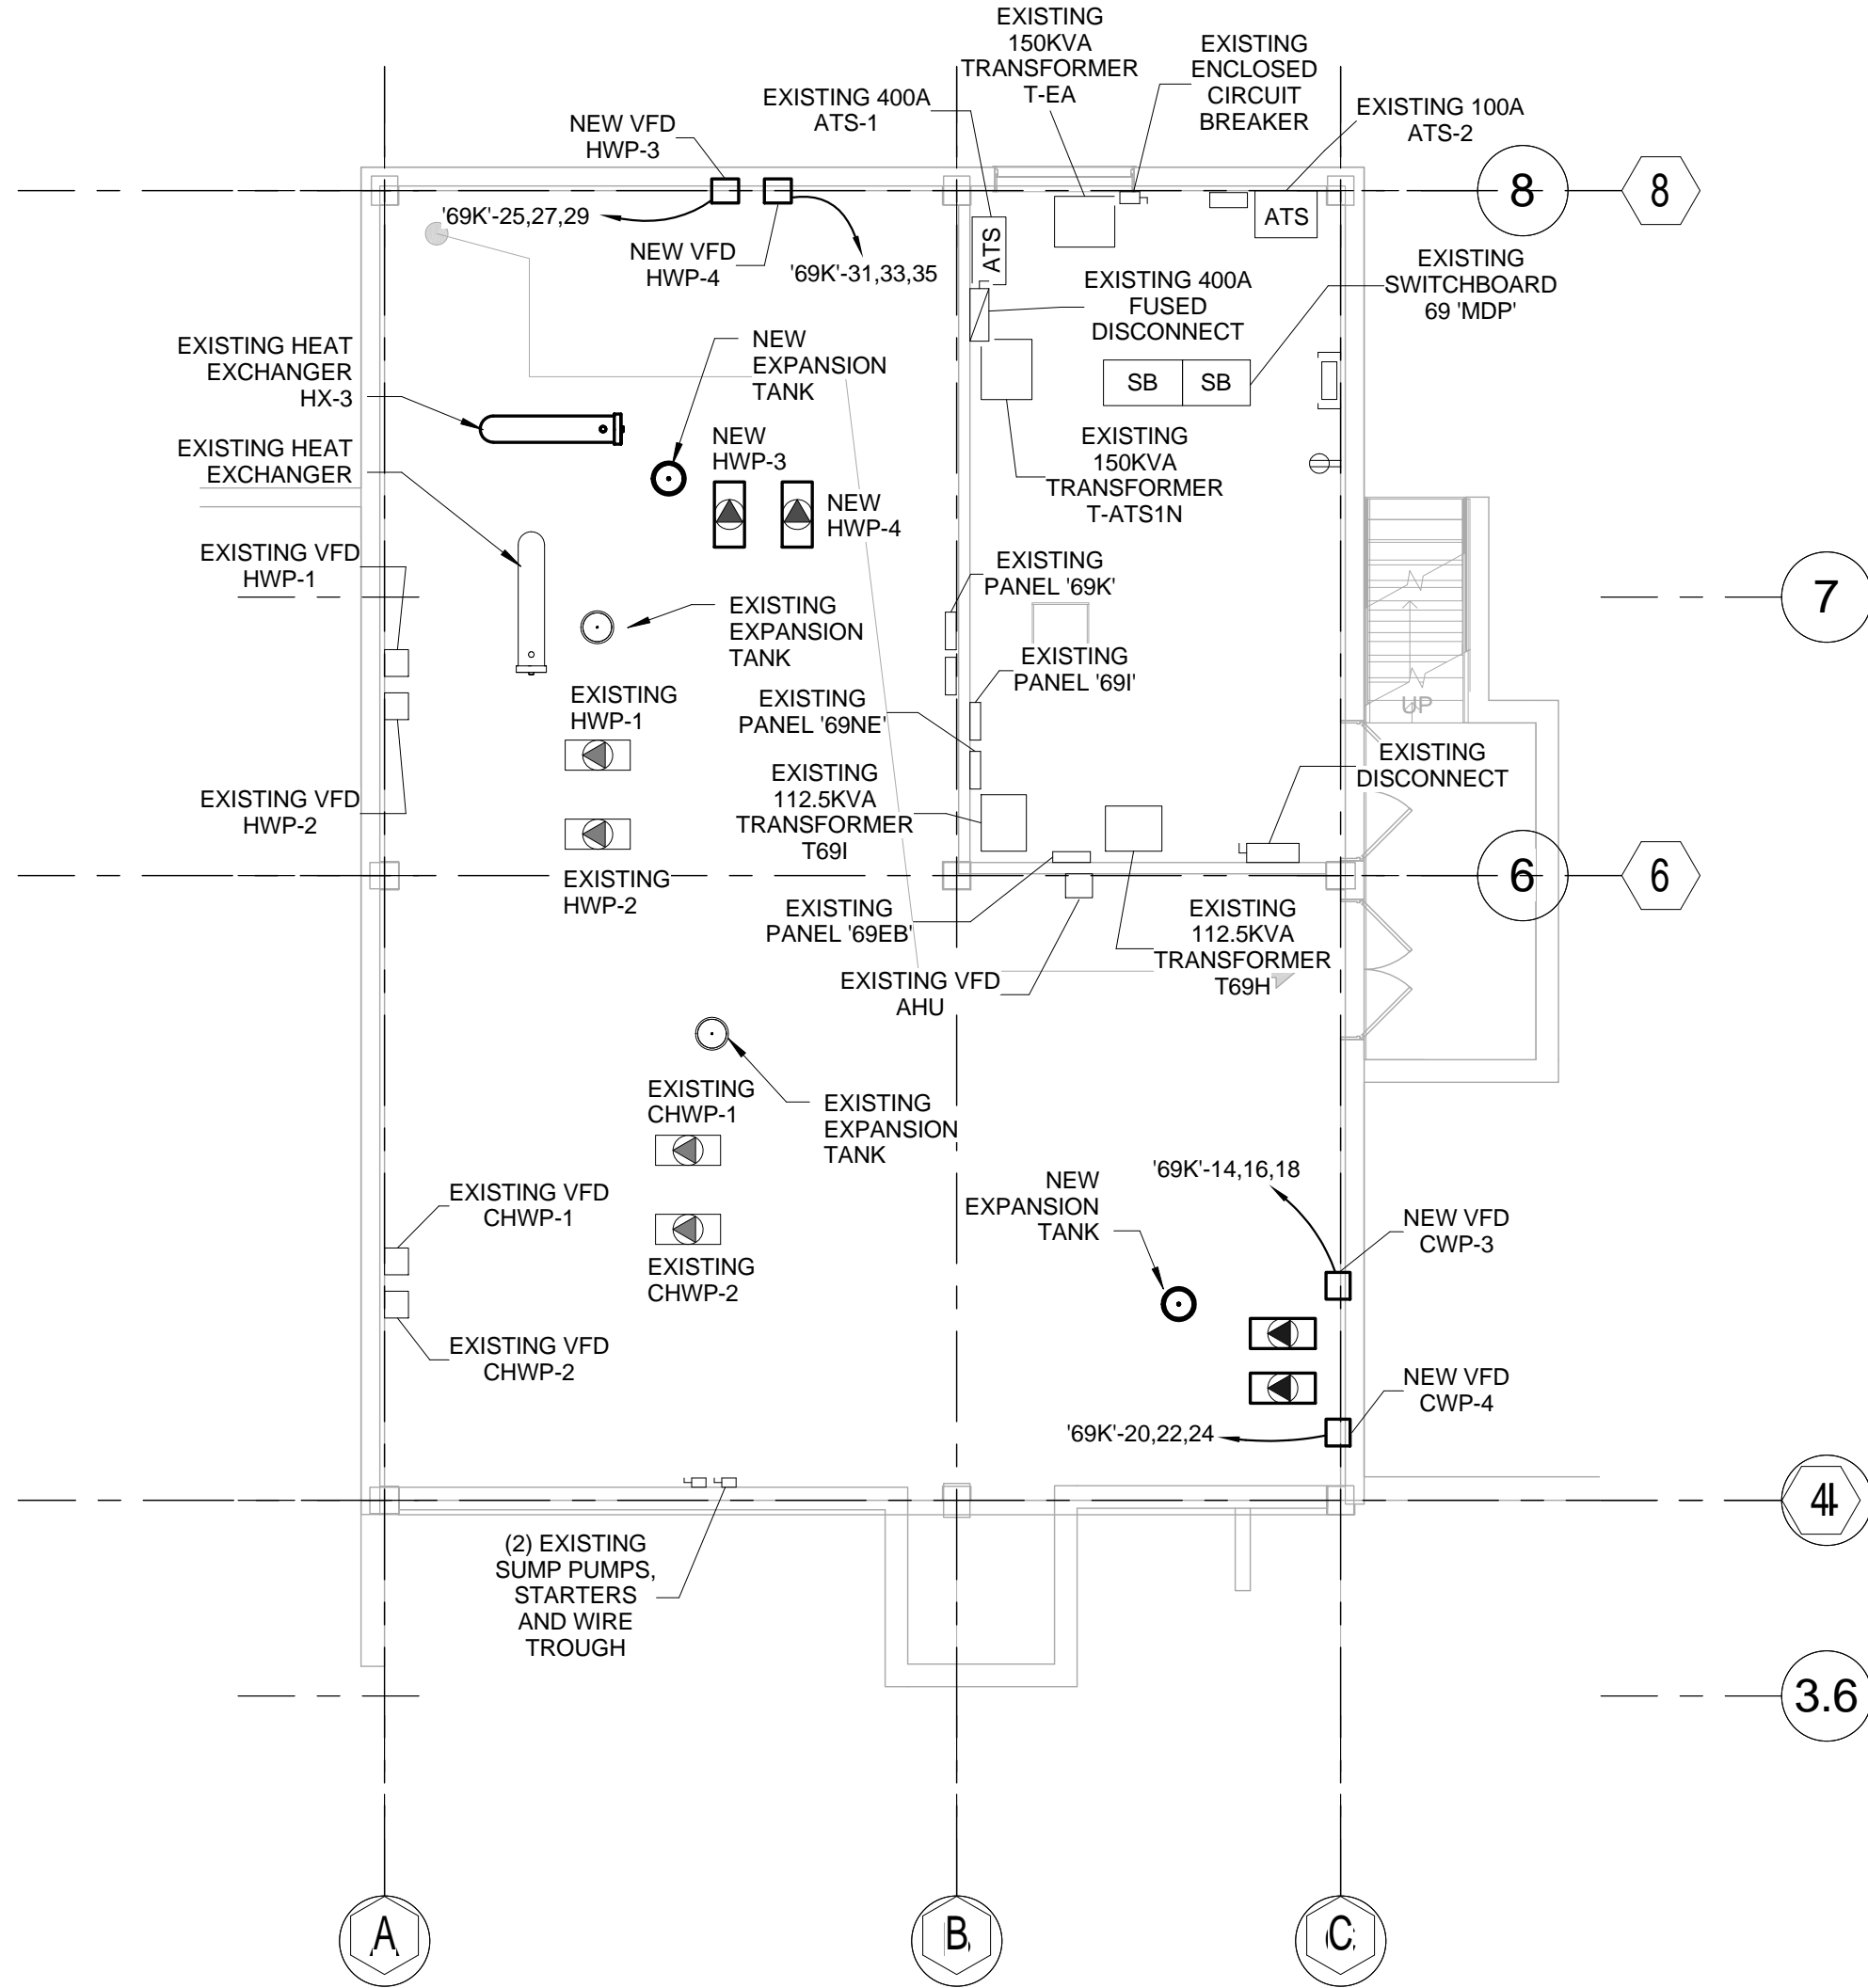 EXISTING
150KVA
TRANSFORMER
T-EA
EXISTING
ENCLOSED
CIRCUIT
BREAKER
EXISTING 400A
ATS-1
EXISTING 100A
ATS-2
NEW VFD
HWP-3
8
8
'69K'-25,27,29
ATS
ATS
NEW VFD
HWP-4
'69K'-31,33,35
EXISTING
SWITCHBOARD
69 'MDP'
EXISTING 400A
FUSED
DISCONNECT
EXISTING HEAT
EXCHANGER
HX-3
NEW
EXPANSION
TANK
SB
SB
EXISTING HEAT
EXCHANGER
NEW
HWP-3
EXISTING
150KVA
TRANSFORMER
T-ATS1N
NEW
HWP-4
EXISTING VFD
HWP-1
EXISTING
PANEL '69K'
7
EXISTING
EXPANSION
TANK
EXISTING
PANEL '69I'
EXISTING
HWP-1
EXISTING
PANEL '69NE'
UP
EXISTING
DISCONNECT
EXISTING VFD
HWP-2
EXISTING
112.5KVA
TRANSFORMER
T69I
EXISTING
HWP-2
6
6
EXISTING
PANEL '69EB'
EXISTING
112.5KVA
TRANSFORMER
T69H
EXISTING VFD
AHU
EXISTING
CHWP-1
EXISTING
EXPANSION
TANK
'69K'-14,16,18
NEW
EXPANSION
TANK
EXISTING VFD
CHWP-1
NEW VFD
CWP-3
EXISTING
CHWP-2
EXISTING VFD
CHWP-2
NEW VFD
CWP-4
'69K'-20,22,24
4
(2) EXISTING
SUMP PUMPS,
STARTERS
AND WIRE
TROUGH
3.6
A
B
C